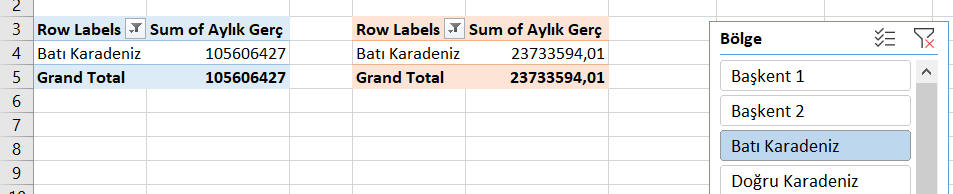 2
3 Row Labels Sum of Aylık Gerç Row Labels Sum of Aylık Gerç
4 Batı Karadeniz 105606427 Batı Karadeniz 23733594,01
5 Grand Total 105606427 Grand Total 23733594,01
6
7
8
9
10
Bölge
Başkent 1
Başkent 2
Batı Karadeniz
Doğru Karadeniz